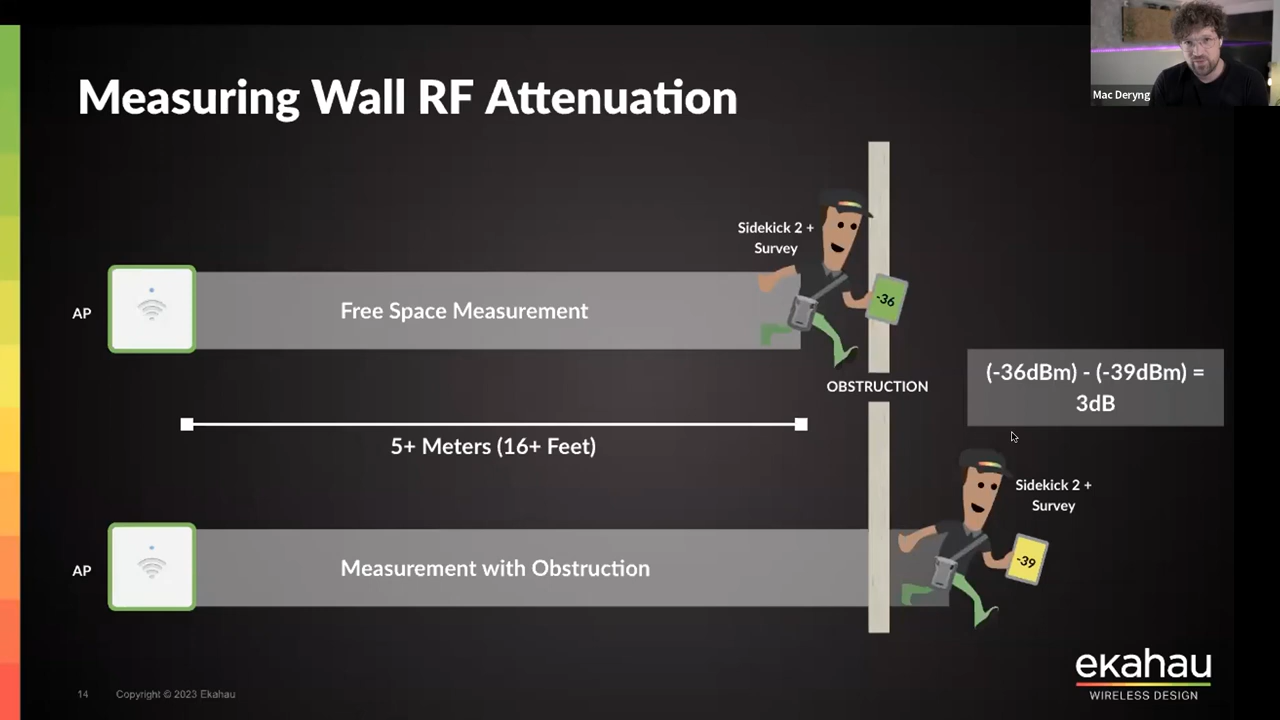 Mac Deryng
Measuring Wall RF Attenuation
Sidekick 2 +
Survey
AP
Free Space Measurement
-36
OBSTRUCTION
(-36dBm) - (-39dBm) =
3dB
5+ Meters (16+ Feet)
Sidekick 2 +
Survey
AP
Measurement with Obstruction
-39
ekahau
WIRELESS DESIGN
14
Copyright © 2023 Ekahau